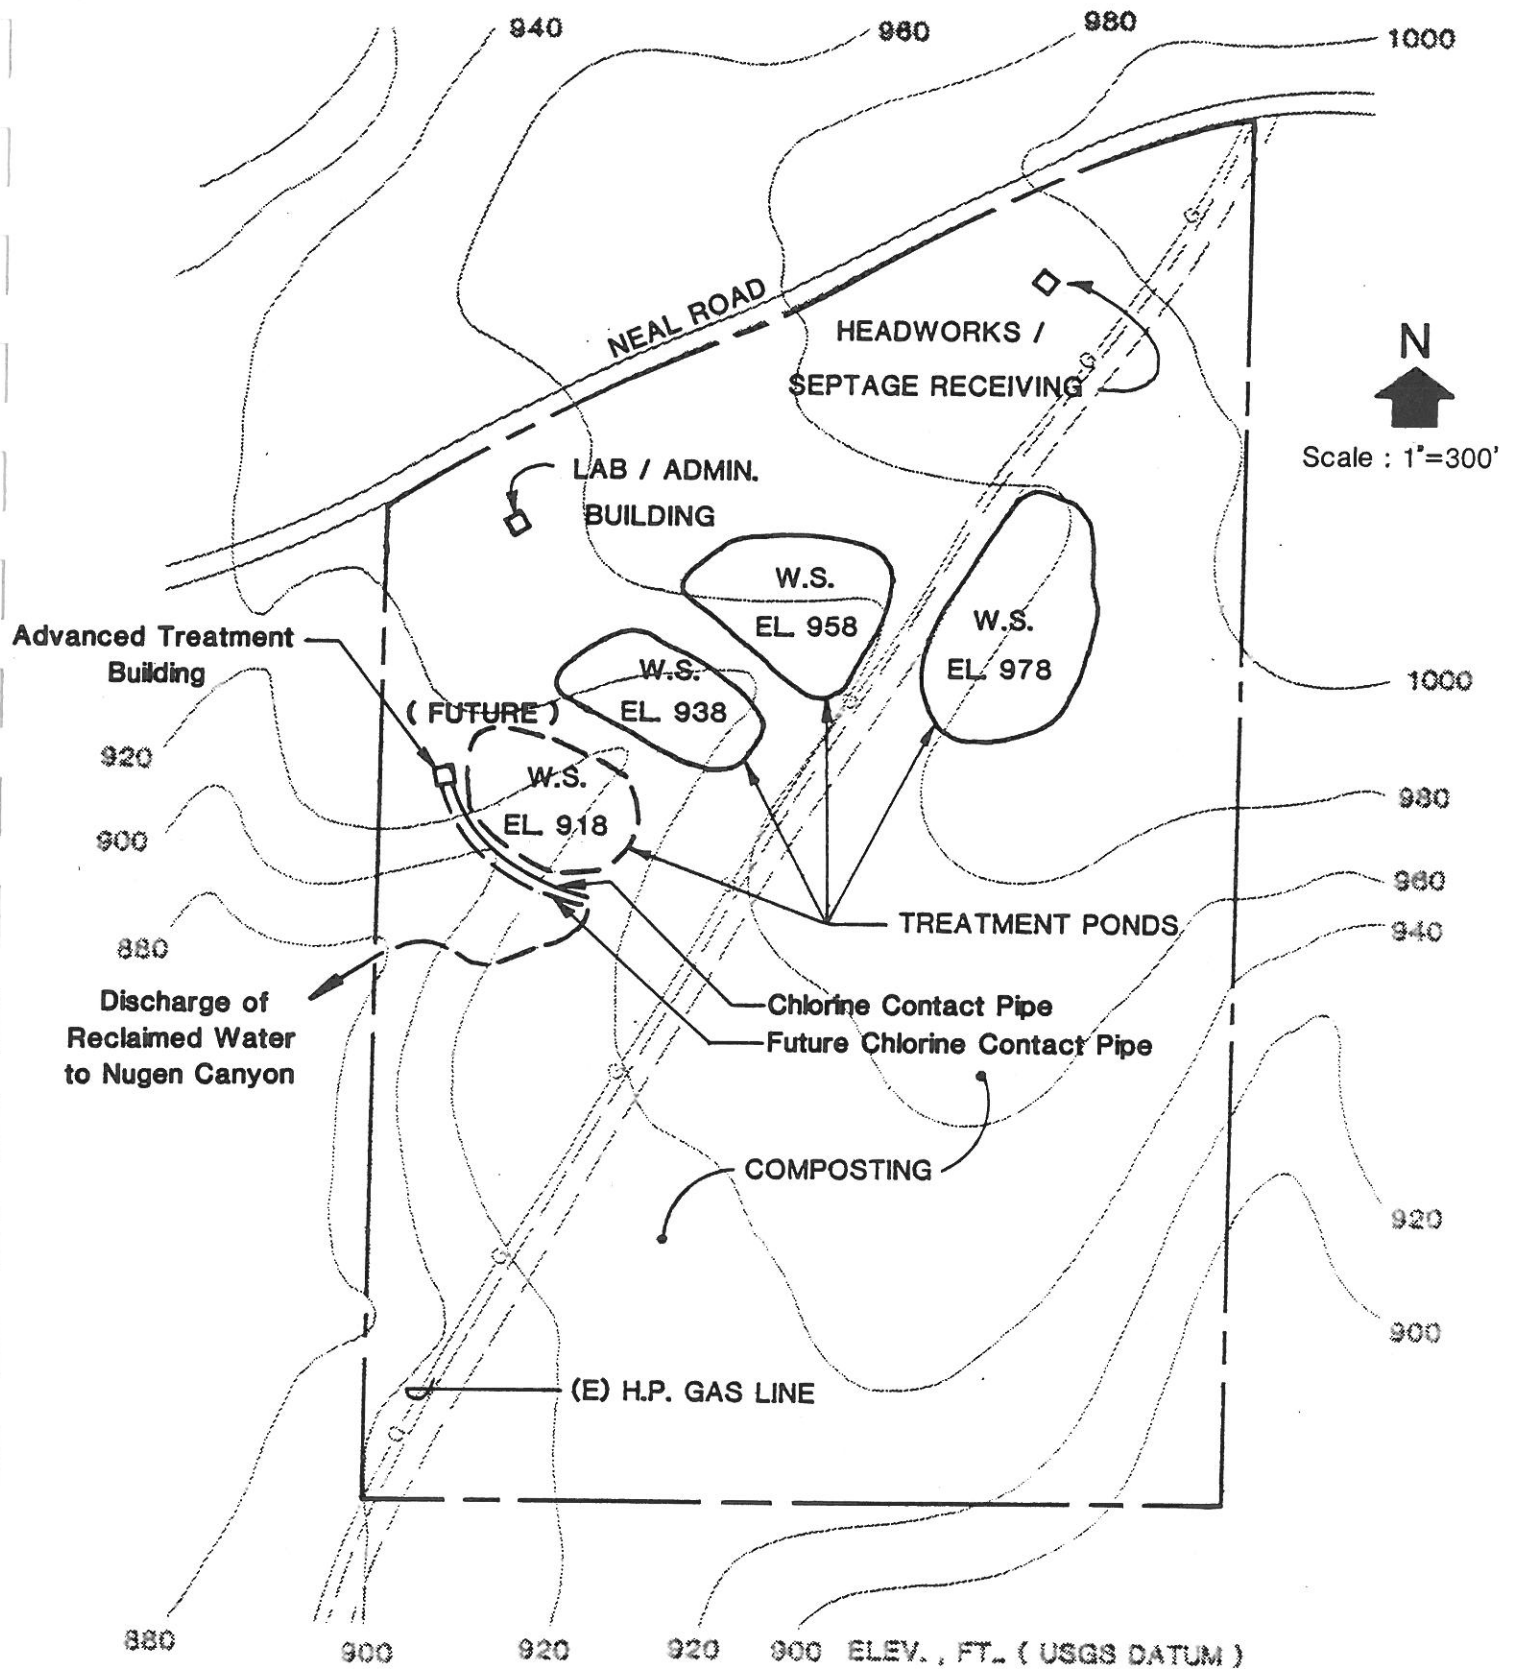 940
960
980
1000
NEAL ROAD
HEADWORKS /
SEPTAGE RECEIVING
N
Scale : 1"=300'
LAB / ADMIN.
BUILDING
W.S.
EL. 958
W.S.
EL. 978
Advanced Treatment
Building
W.S.
EL. 938
1000
( FUTURE )
920
W.S.
EL. 918
980
900
960
TREATMENT PONDS
940
880
Discharge of
Reclaimed Water
to Nugen Canyon
Chlorine Contact Pipe
Future Chlorine Contact Pipe
COMPOSTING
920
900
(E) H.P. GAS LINE
G
G
G
G
G
G
G
880
900
920
920
900
ELEV. , FT. ( USGS DATUM )